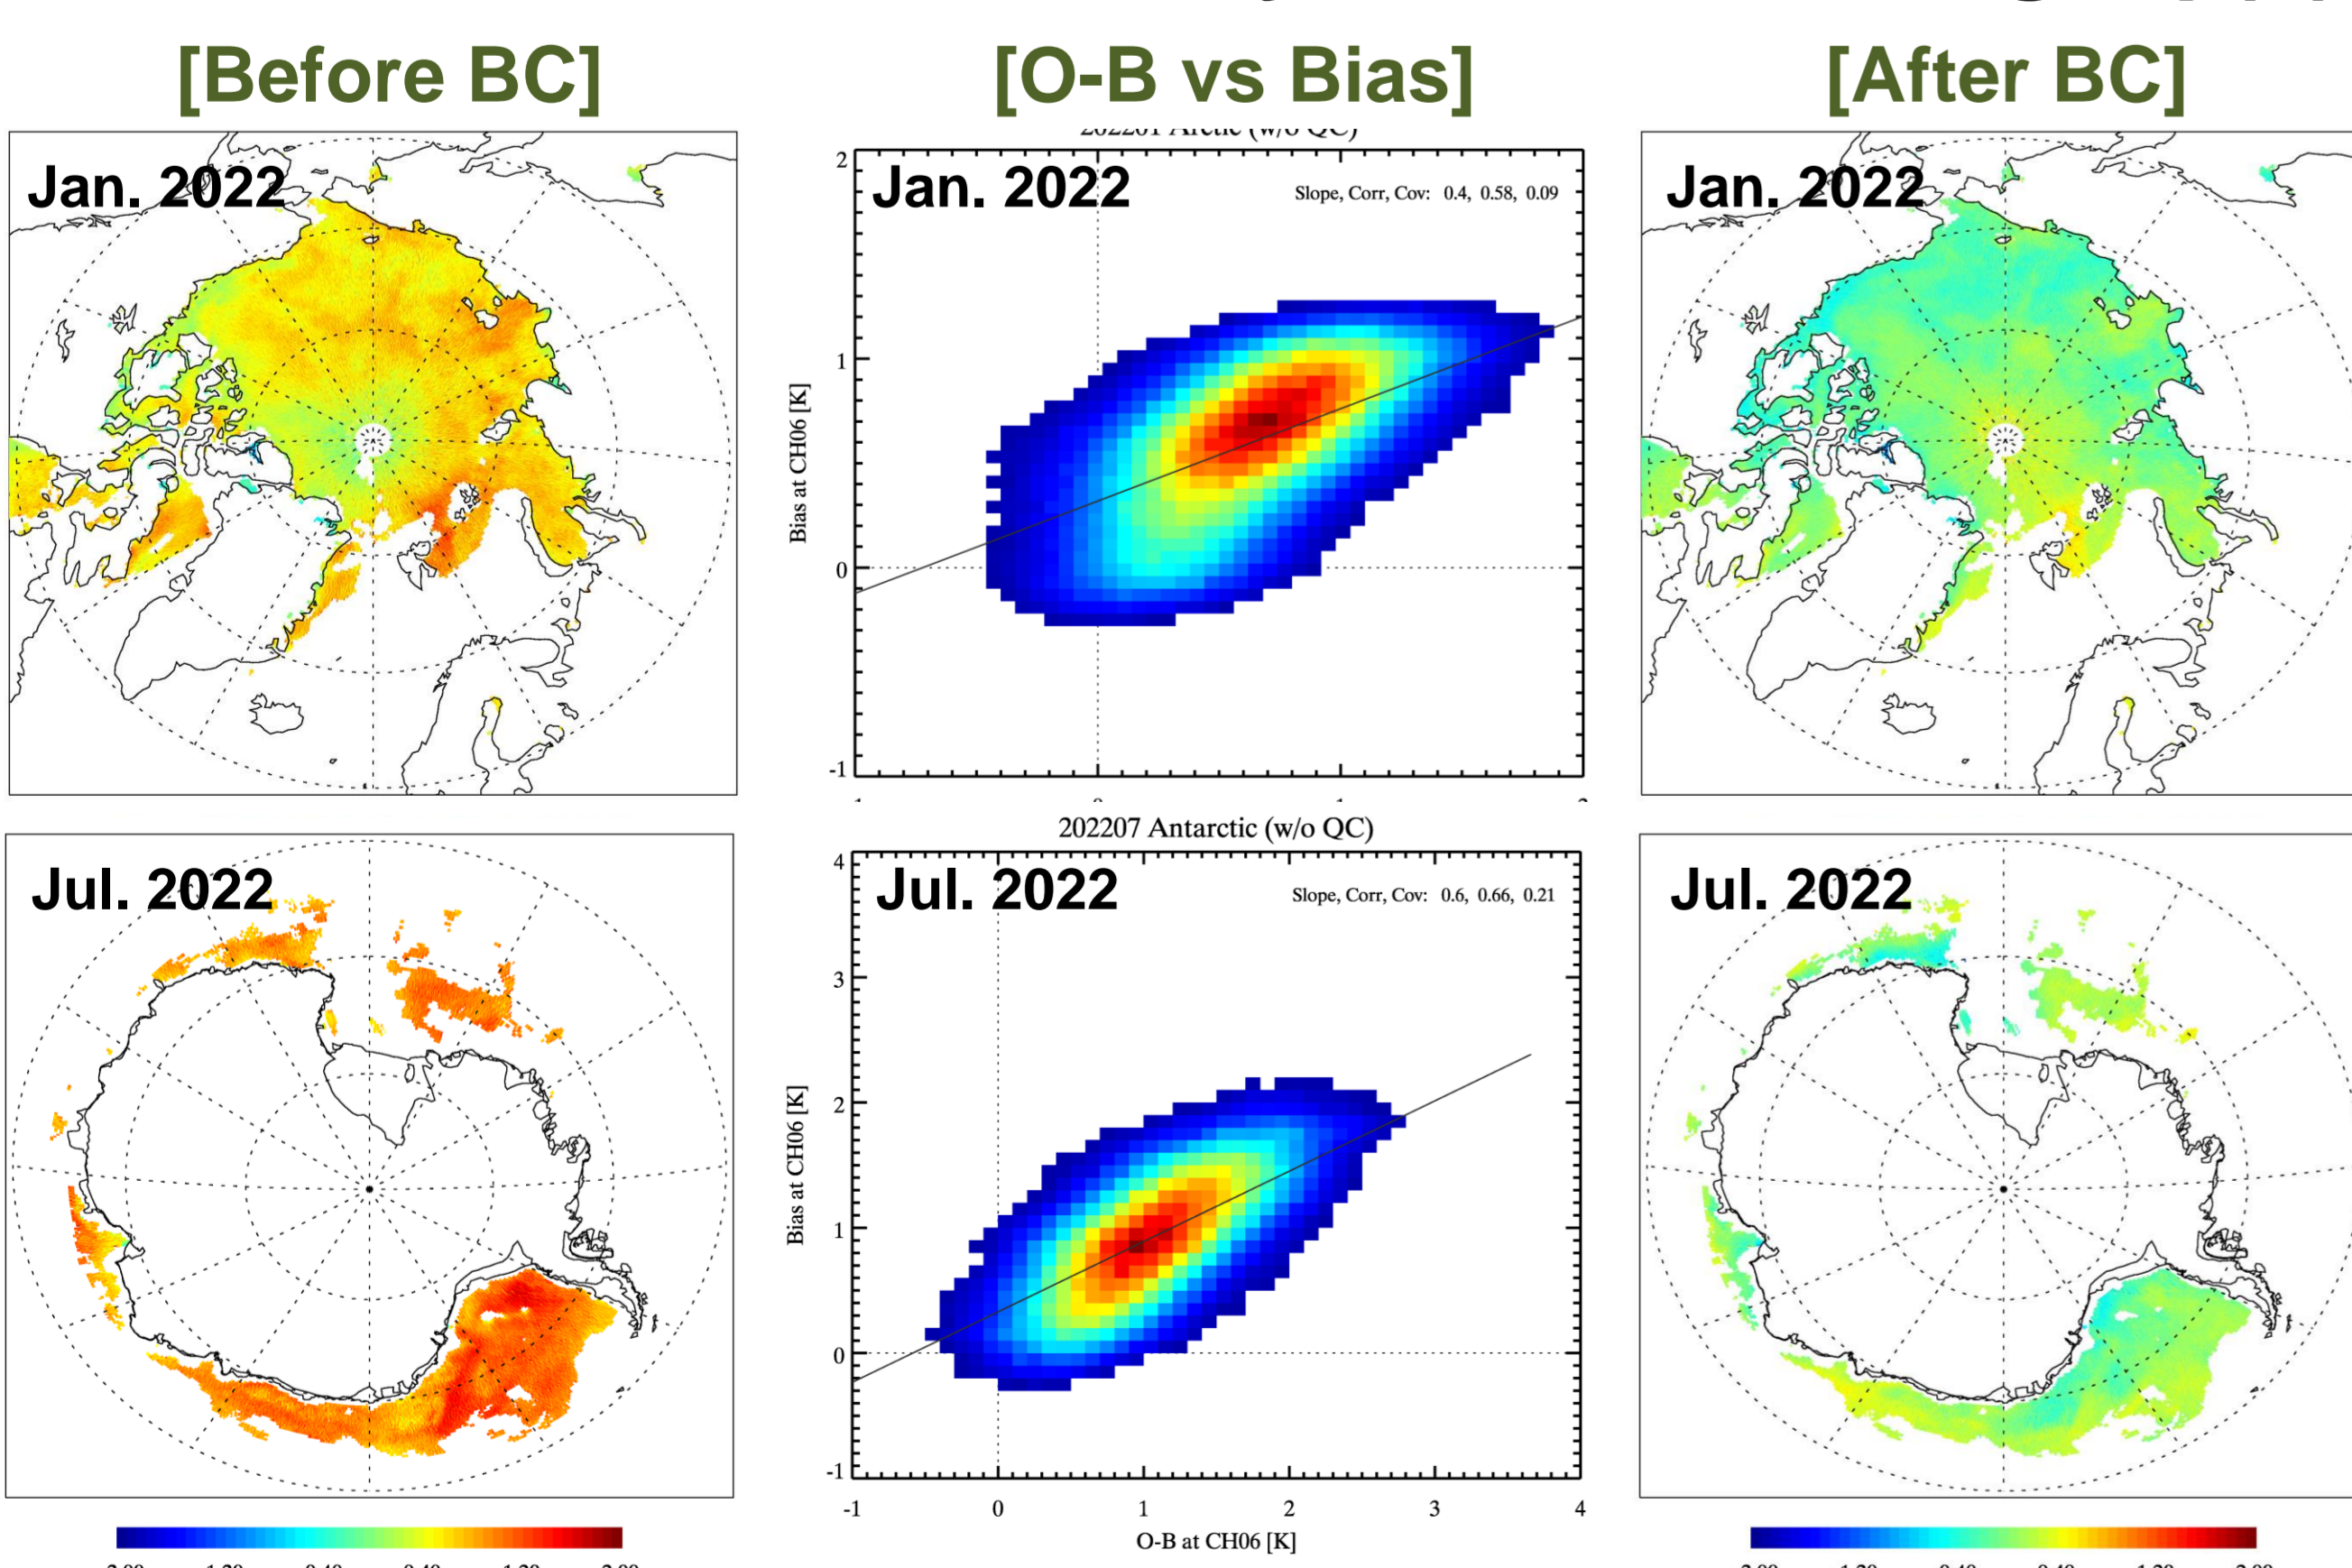 [Before BC]
[O-B vs Bias]
[After BC]
202201 Arctic (w/o QC)
Jan. 2022
Jan. 2022
Jan. 2022
Slope, Corr, Cov: 0.4, 0.58, 0.09
2
1
0
-1
Bias at CH06 [K]
202207 Antarctic (w/o QC)
Jul. 2022
Jul. 2022
Jul. 2022
Slope, Corr, Cov: 0.6, 0.66, 0.21
4
3
2
1
0
-1
Bias at CH06 [K]
-1 0 1 2 3 4
O-B at CH06 [K]